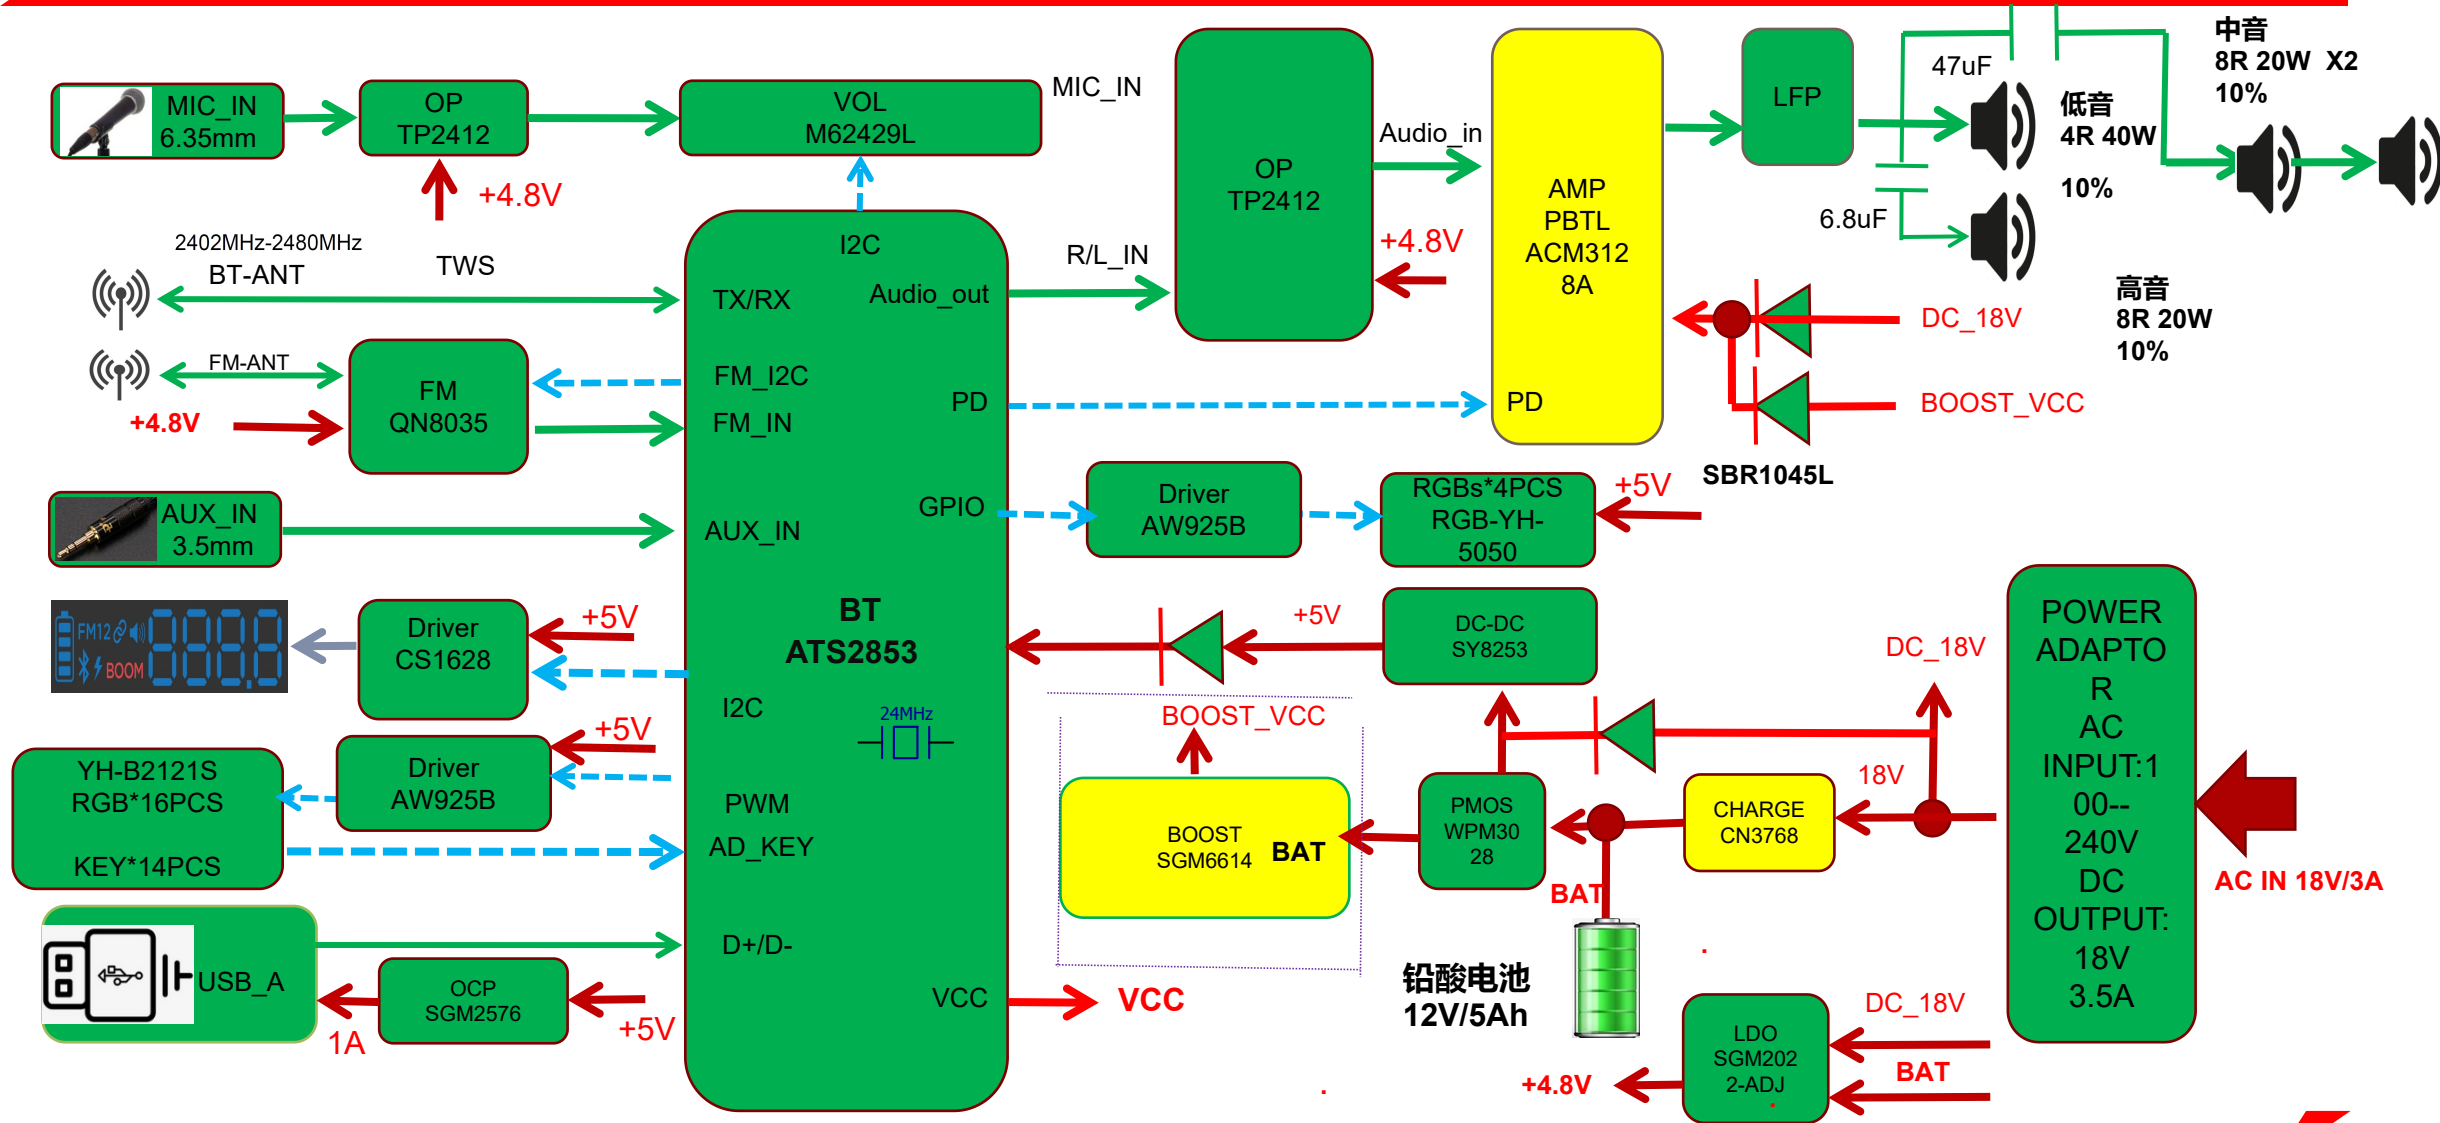 MIC_IN
6.35mm
OP
TP2412
+4.8V
VOL
M62429L
MIC_IN
OP
TP2412
Audio_in
+4.8V
R/L_IN
AMP
PBTL
ACM312
8A
PD
LFP
47uF
6.8uF
低音
4R 40W
10%
中音
8R 20W X2
10%
高音
8R 20W
10%
DC_18V
BOOST_VCC
SBR1045L
2402MHz-2480MHz
BT-ANT
TWS
FM-ANT
+4.8V
FM
QN8035
AUX_IN
3.5mm
FM12
BOOM
888.8
Driver
CS1628
+5V
YH-B2121S
RGB*16PCS
KEY*14PCS
Driver
AW925B
+5V
USB_A
1A
OCP
SGM2576
+5V
I2C
TX/RX
Audio_out
FM_I2C
FM_IN
PD
GPIO
AUX_IN
BT
ATS2853
I2C
24MHz
PWM
AD_KEY
D+/D-
VCC
VCC
Driver
AW925B
RGBs*4PCS
RGB-YH-
5050
+5V
+5V
DC-DC
SY8253
BOOST_VCC
BOOST
SGM6614
BAT
PMOS
WPM30
28
BAT
CHARGE
CN3768
18V
DC_18V
铅酸电池
12V/5Ah
POWER
ADAPTO
R
AC
INPUT:1
00--
240V
DC
OUTPUT:
18V
3.5A
AC IN 18V/3A
LDO
SGM202
2-ADJ
DC_18V
BAT
+4.8V